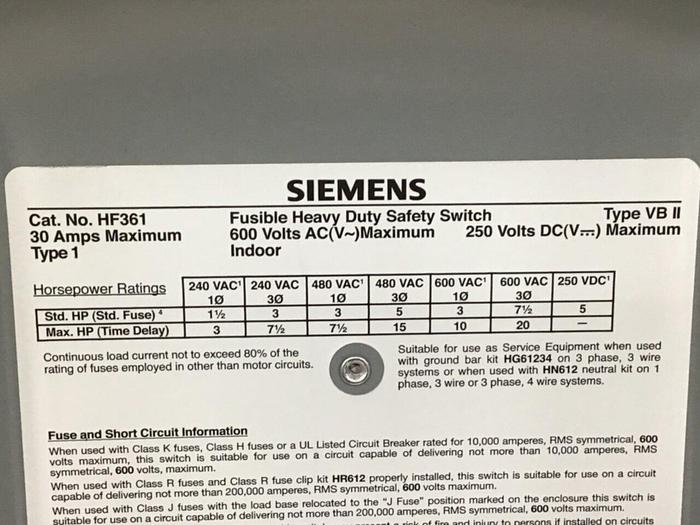 SIEMENS
Cat. No. HF361 Fusible Heavy Duty Safety Switch Type VB II
30 Amps Maximum 600 Volts AC(V~)Maximum 250 Volts DC(V⎓) Maximum
Type 1 Indoor
Horsepower Ratings 240 VAC¹ 240 VAC 480 VAC¹ 480 VAC 600 VAC¹ 600 VAC 250 VDC¹
1Ø 3Ø 1Ø 3Ø 1Ø 3Ø
Std. HP (Std. Fuse) ⁴ 1½ 3 3 5 3 7½ 5
Max. HP (Time Delay) 3 7½ 7½ 15 10 20 —
Continuous load current not to exceed 80% of the
rating of fuses employed in other than motor circuits.
Suitable for use as Service Equipment when used
with ground bar kit HG61234 on 3 phase, 3 wire
systems or when used with HN612 neutral kit on 1
phase, 3 wire or 3 phase, 4 wire systems.
Fuse and Short Circuit Information
When used with Class K fuses, Class H fuses or a UL Listed Circuit Breaker rated for 10,000 amperes, RMS symmetrical, 600
volts maximum, this switch is suitable for use on a circuit capable of delivering not more than 10,000 amperes, RMS
symmetrical, 600 volts, maximum.
When used with Class R fuses and Class R fuse clip kit HR612 properly installed, this switch is suitable for use on a circuit
capable of delivering not more than 200,000 amperes, RMS symmetrical, 600 volts maximum.
When used with Class J fuses with the load base relocated to the "J Fuse" position marked on the enclosure this switch is
suitable for use on a circuit capable of delivering not more than 200,000 amperes, RMS symmetrical, 600 volts maximum.
risk of fire and injury to persons if installed on circuits